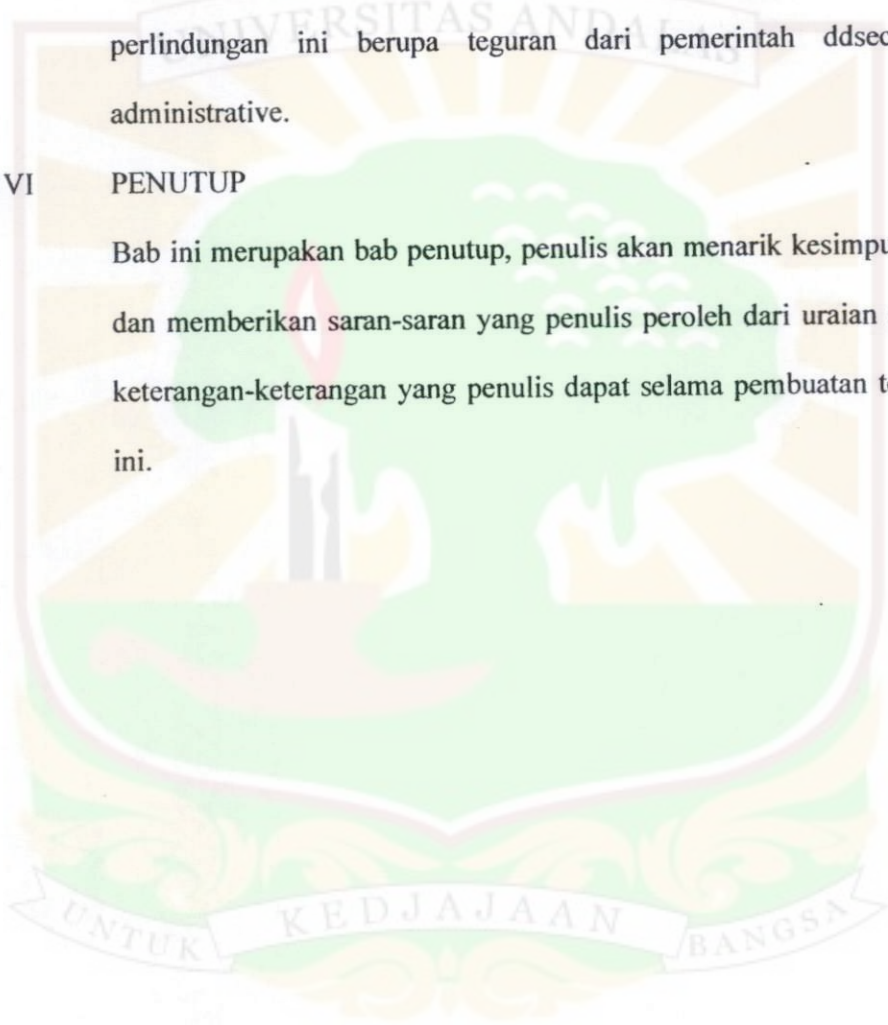 UNIVERSITAS ANDALAS
perlindungan ini berupa teguran dari pemerintah ddsec
administrative.
VI PENUTUP
Bab ini merupakan bab penutup, penulis akan menarik kesimpu
dan memberikan saran-saran yang penulis peroleh dari uraian
keterangan-keterangan yang penulis dapat selama pembuatan t
ini.
UNTUK KEDJAJAAN BANGSA